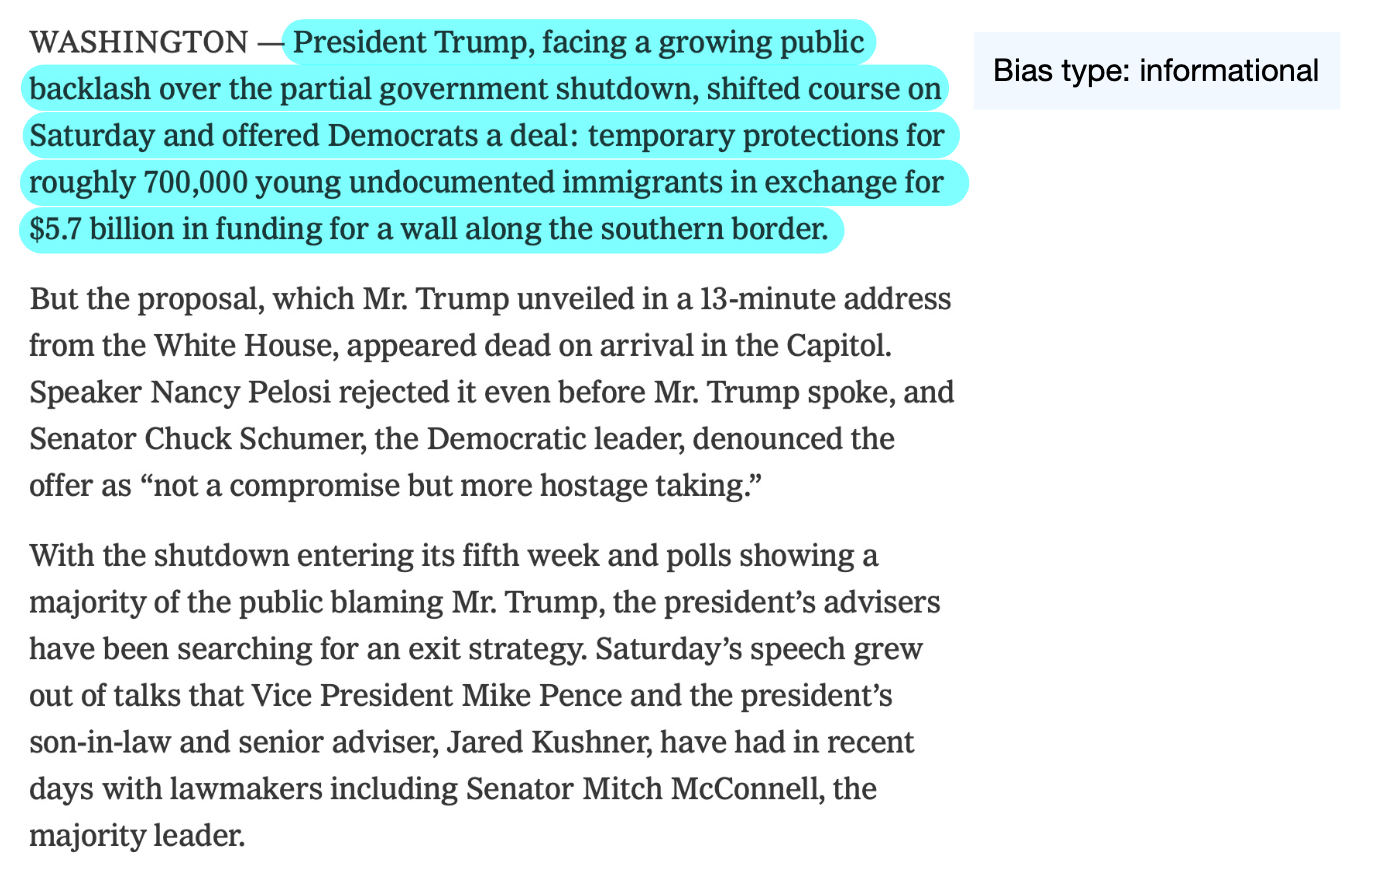 WASHINGTON — President Trump, facing a growing public
backlash over the partial government shutdown, shifted course on
Saturday and offered Democrats a deal: temporary protections for
roughly 700,000 young undocumented immigrants in exchange for
$5.7 billion in funding for a wall along the southern border.
Bias type: informational
But the proposal, which Mr. Trump unveiled in a 13-minute address
from the White House, appeared dead on arrival in the Capitol.
Speaker Nancy Pelosi rejected it even before Mr. Trump spoke, and
Senator Chuck Schumer, the Democratic leader, denounced the
offer as “not a compromise but more hostage taking.”
With the shutdown entering its fifth week and polls showing a
majority of the public blaming Mr. Trump, the president’s advisers
have been searching for an exit strategy. Saturday’s speech grew
out of talks that Vice President Mike Pence and the president’s
son-in-law and senior adviser, Jared Kushner, have had in recent
days with lawmakers including Senator Mitch McConnell, the
majority leader.